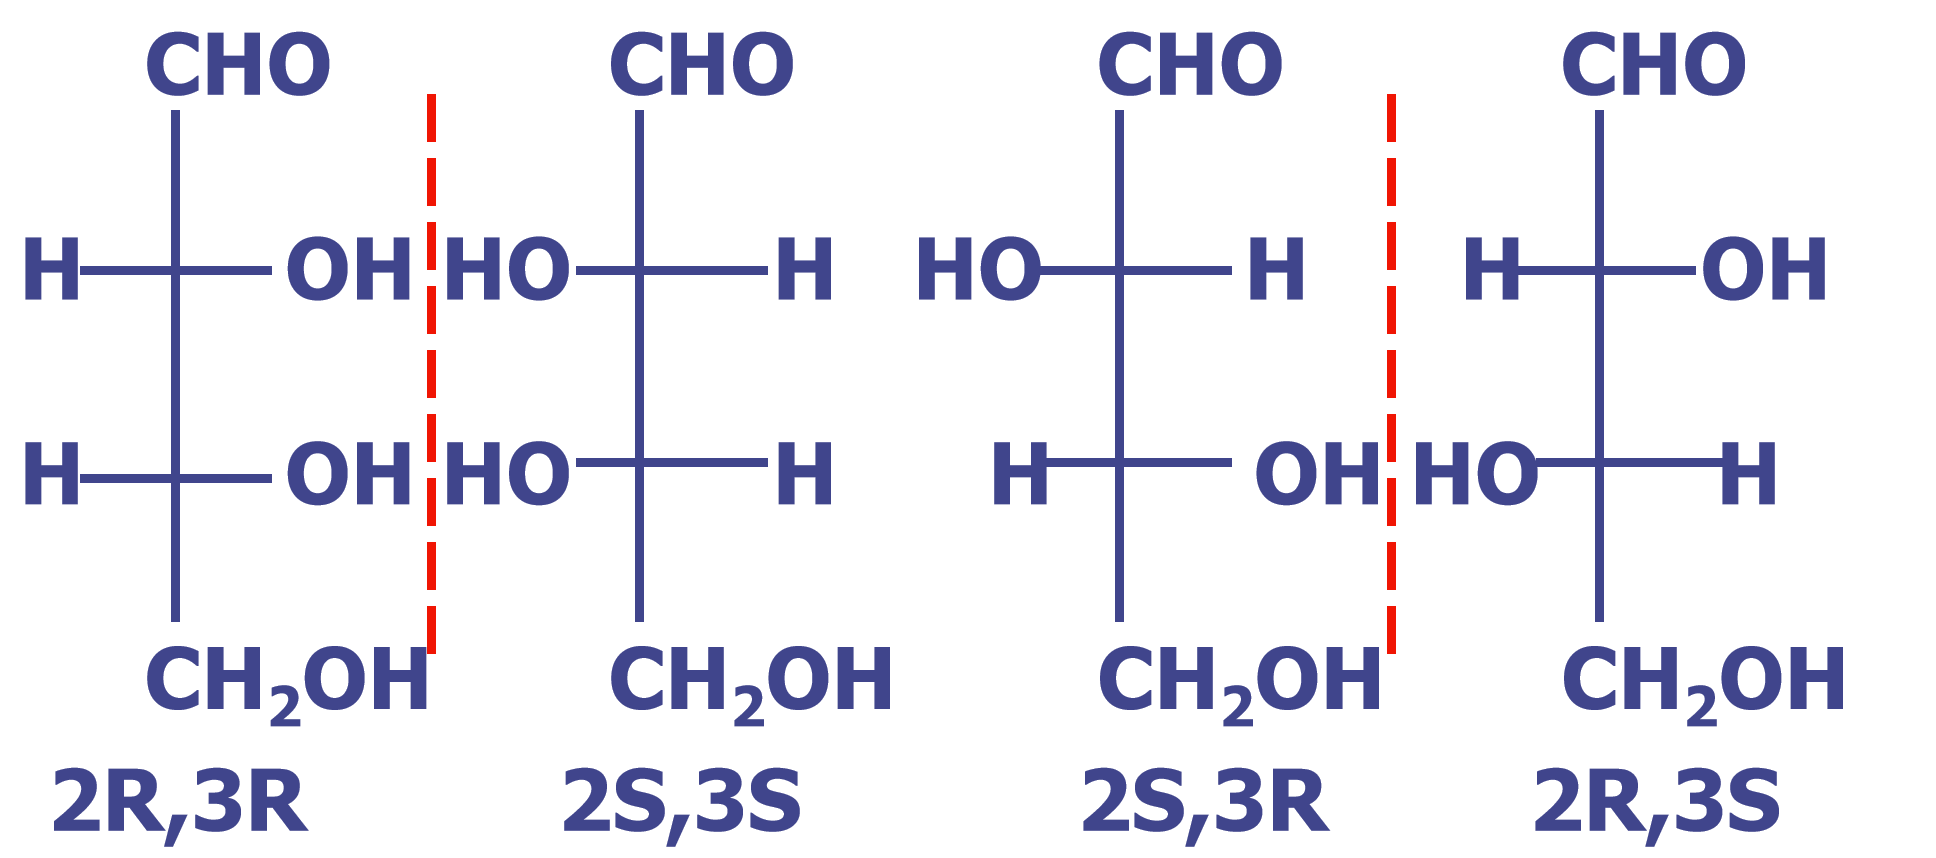 CHO CHO CHO CHO
H OH HO H HO H H OH
H OH HO H H OH HO H
CH₂OH CH₂OH CH₂OH CH₂OH
2R,3R 2S,3S 2S,3R 2R,3S